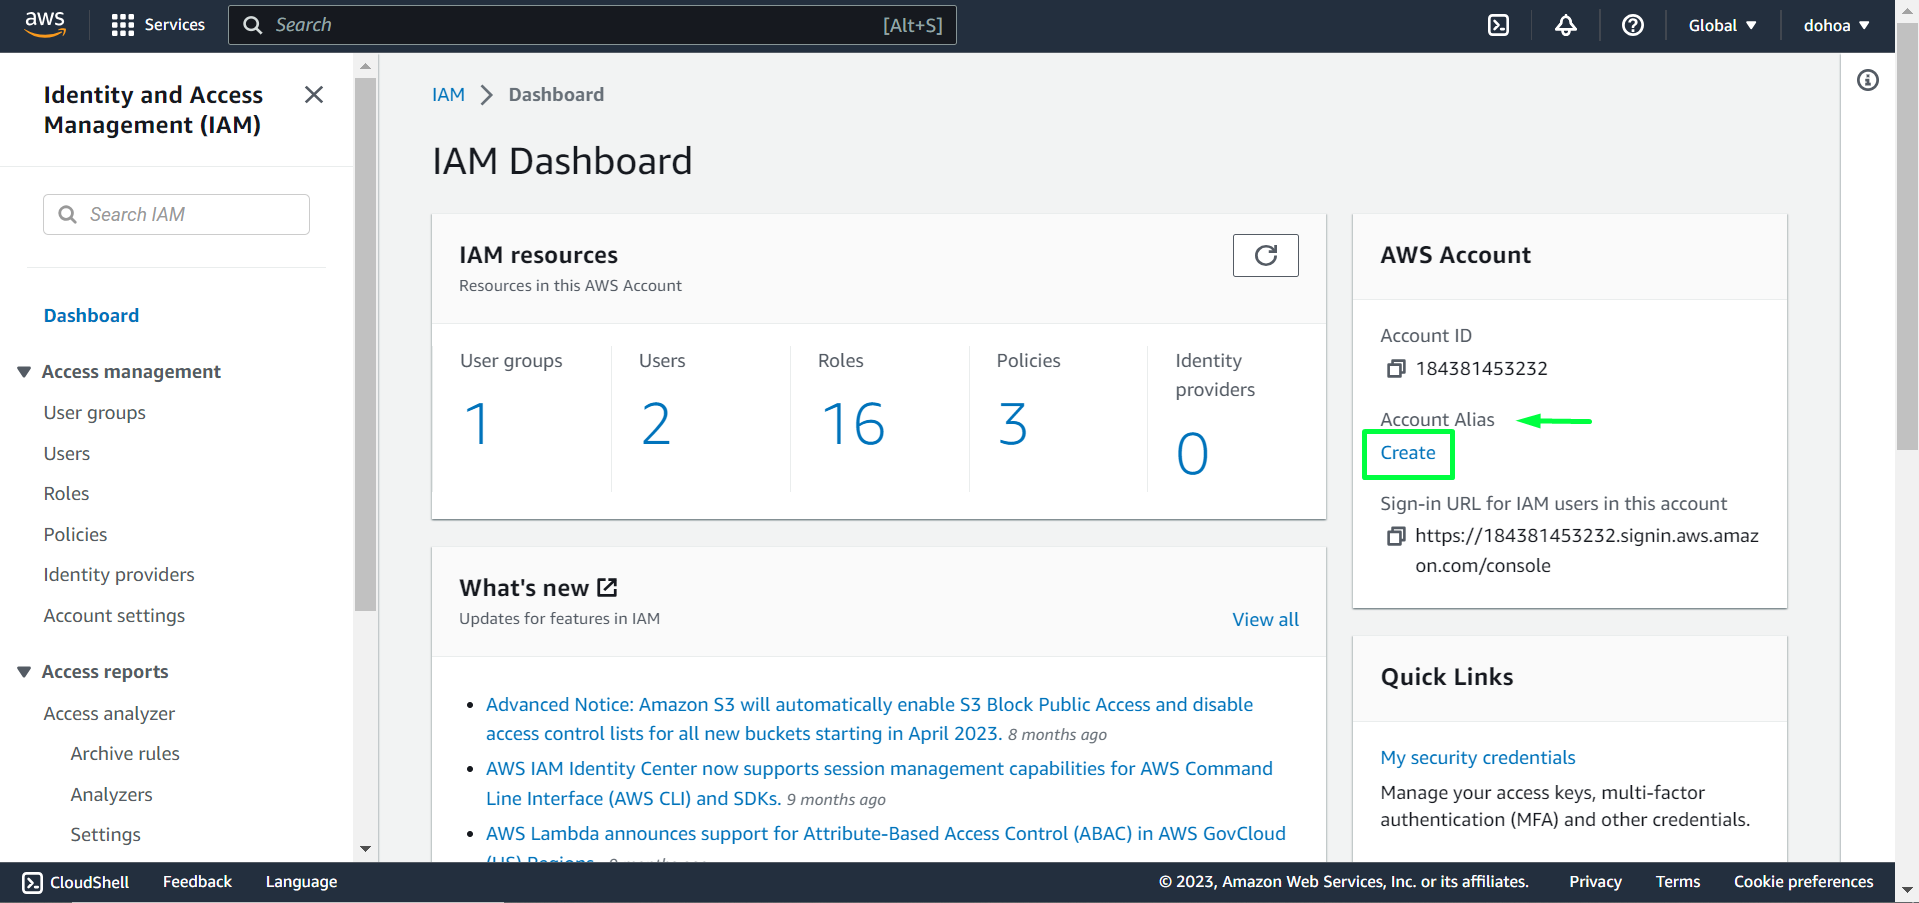 aws
Services
Search
[Alt+S]
Global
dohoa
Identity and Access
Management (IAM)
Search IAM
Dashboard
Access management
User groups
Users
Roles
Policies
Identity providers
Account settings
Access reports
Access analyzer
Archive rules
Analyzers
Settings
IAM
Dashboard
IAM Dashboard
IAM resources
Resources in this AWS Account
User groups
1
Users
2
Roles
16
Policies
3
Identity
providers
0
What's new
Updates for features in IAM
View all
Advanced Notice: Amazon S3 will automatically enable S3 Block Public Access and disable
access control lists for all new buckets starting in April 2023. 8 months ago
AWS IAM Identity Center now supports session management capabilities for AWS Command
Line Interface (AWS CLI) and SDKs. 9 months ago
AWS Lambda announces support for Attribute-Based Access Control (ABAC) in AWS GovCloud
(US) Regions.
AWS Account
Account ID
184381453232
Account Alias
Create
Sign-in URL for IAM users in this account
https://184381453232.signin.aws.amaz
on.com/console
Quick Links
My security credentials
Manage your access keys, multi-factor
authentication (MFA) and other credentials.
CloudShell
Feedback
Language
© 2023, Amazon Web Services, Inc. or its affiliates.
Privacy
Terms
Cookie preferences